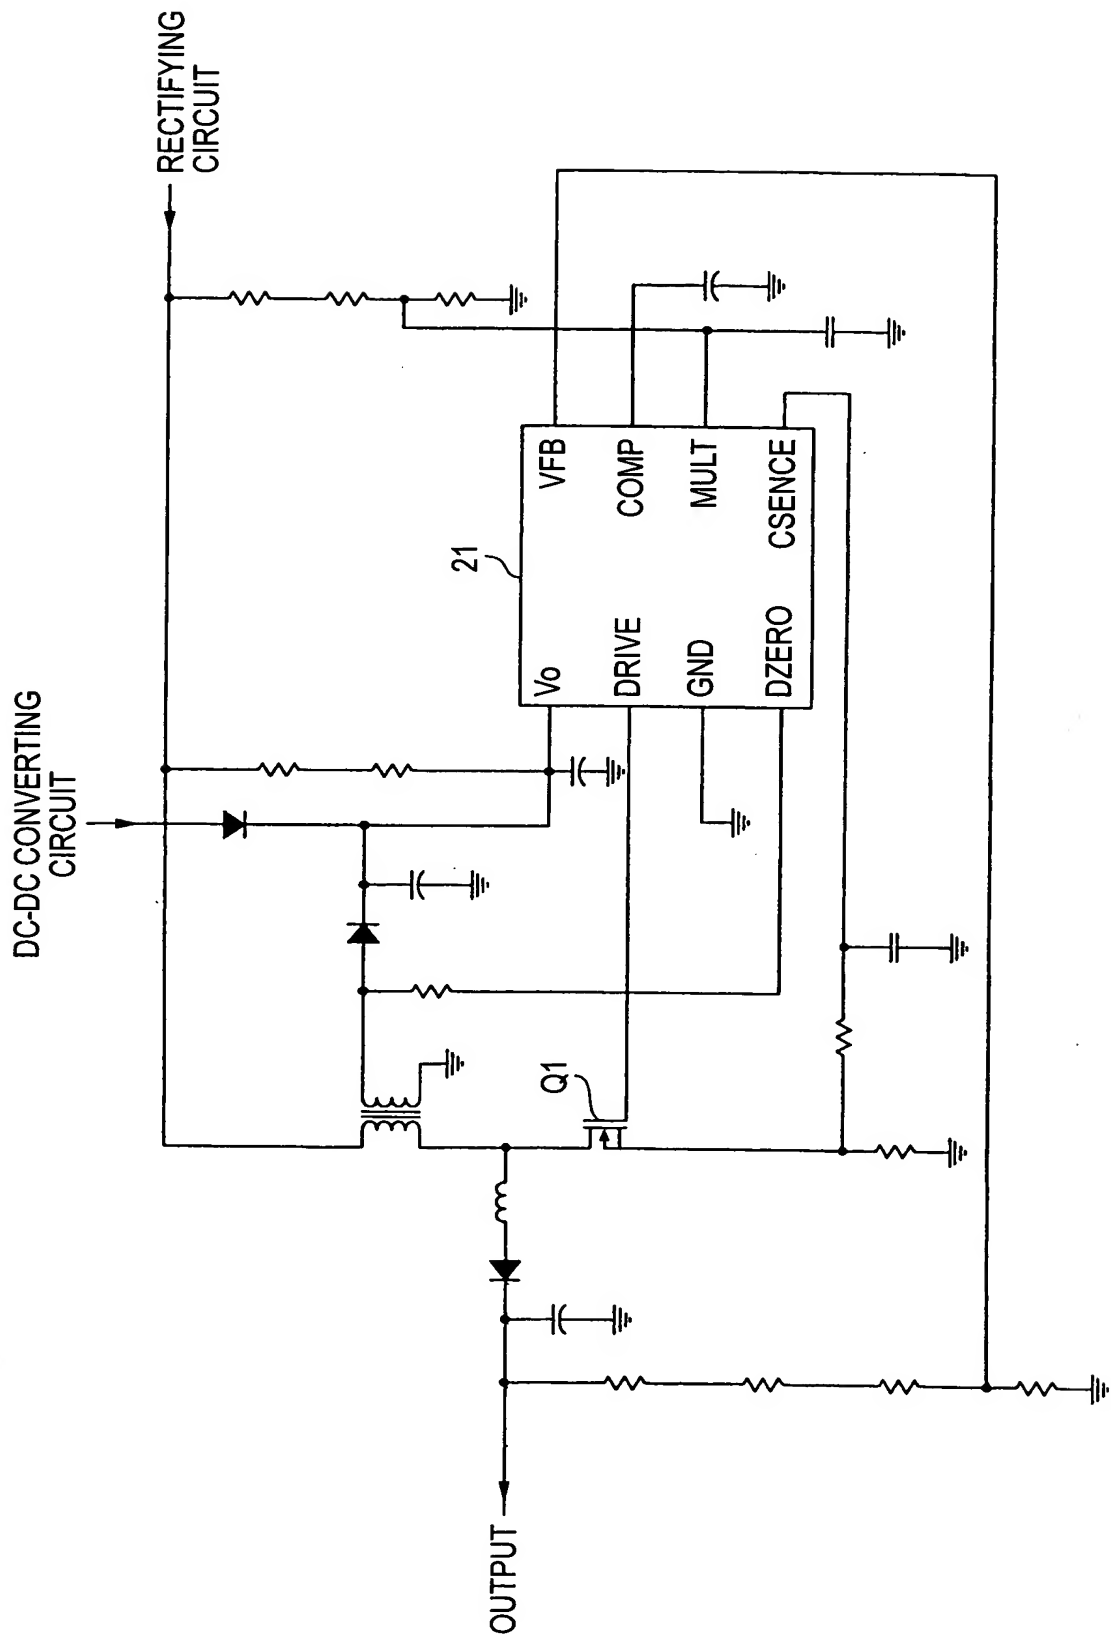 DC-DC CONVERTING
CIRCUIT
RECTIFYING
CIRCUIT
OUTPUT
Q1
21
Vo
DRIVE
GND
DZERO
VFB
COMP
MULT
CSENCE